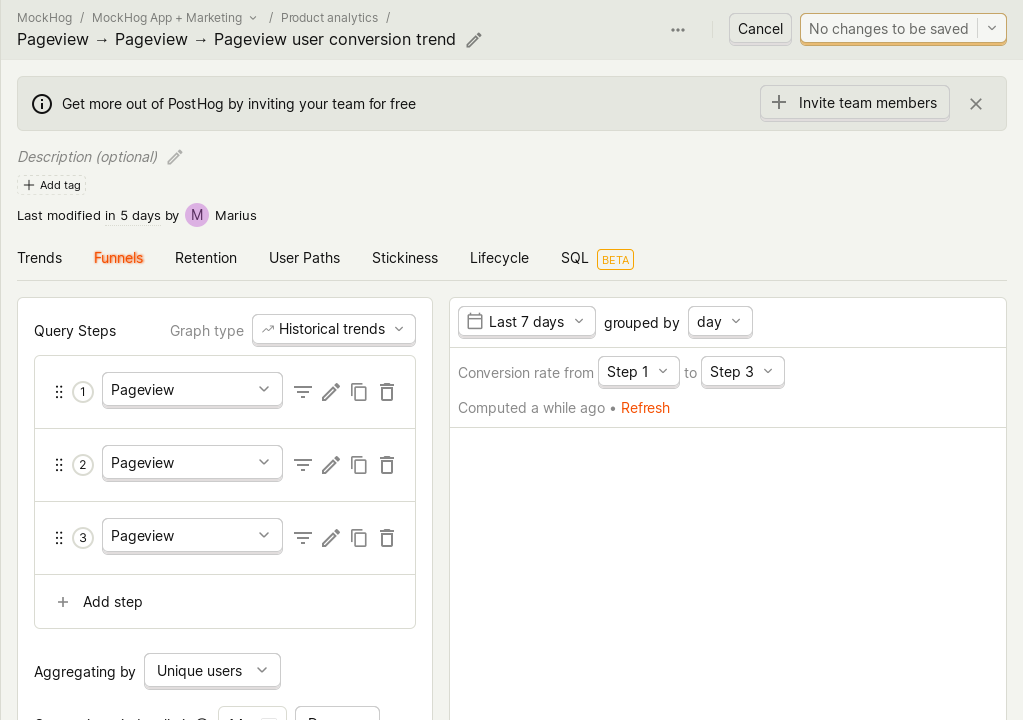 MockHog / MockHog App + Marketing / Product analytics /
Pageview → Pageview → Pageview user conversion trend
Cancel
No changes to be saved
Get more out of PostHog by inviting your team for free
Invite team members
Description (optional)
Add tag
Last modified in 5 days by M Marius
Trends Funnels Retention User Paths Stickiness Lifecycle SQL BETA
Query Steps Graph type Historical trends
1 Pageview
2 Pageview
3 Pageview
Add step
Aggregating by Unique users
Last 7 days grouped by day
Conversion rate from Step 1 to Step 3
Computed a while ago • Refresh